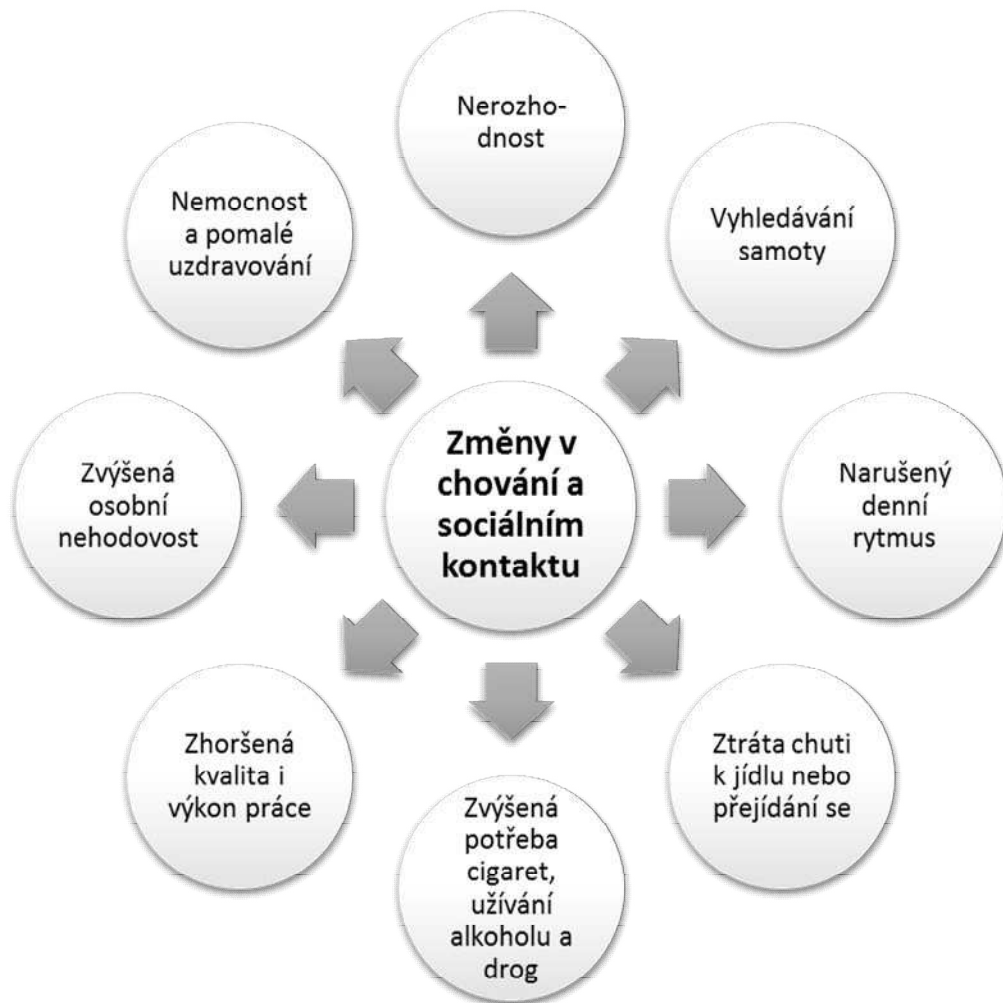 Nerozho-
dnost
Nemocnost
a pomalé
uzdravování
Vyhledávání
samoty
Změny v
chování a
sociálním
kontaktu
Zvýšená
osobní
nehodovost
Narušený
denní
rytmus
Zhoršená
kvalita i
výkon práce
Ztráta chuti
k jídlu nebo
přejídání se
Zvýšená
potřeba
cigaret,
užívání
alkoholu a
drog